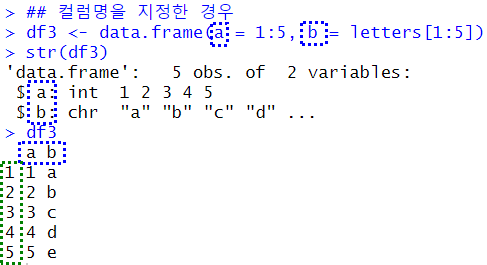 > ## 컬럼명을 지정한 경우
> df3 <- data.frame(a = 1:5, b = letters[1:5])
> str(df3)
'data.frame':   5 obs. of  2 variables:
 $ a: int  1 2 3 4 5
 $ b: chr  "a" "b" "c" "d" ...
> df3
  a b
1 1 a
2 2 b
3 3 c
4 4 d
5 5 e